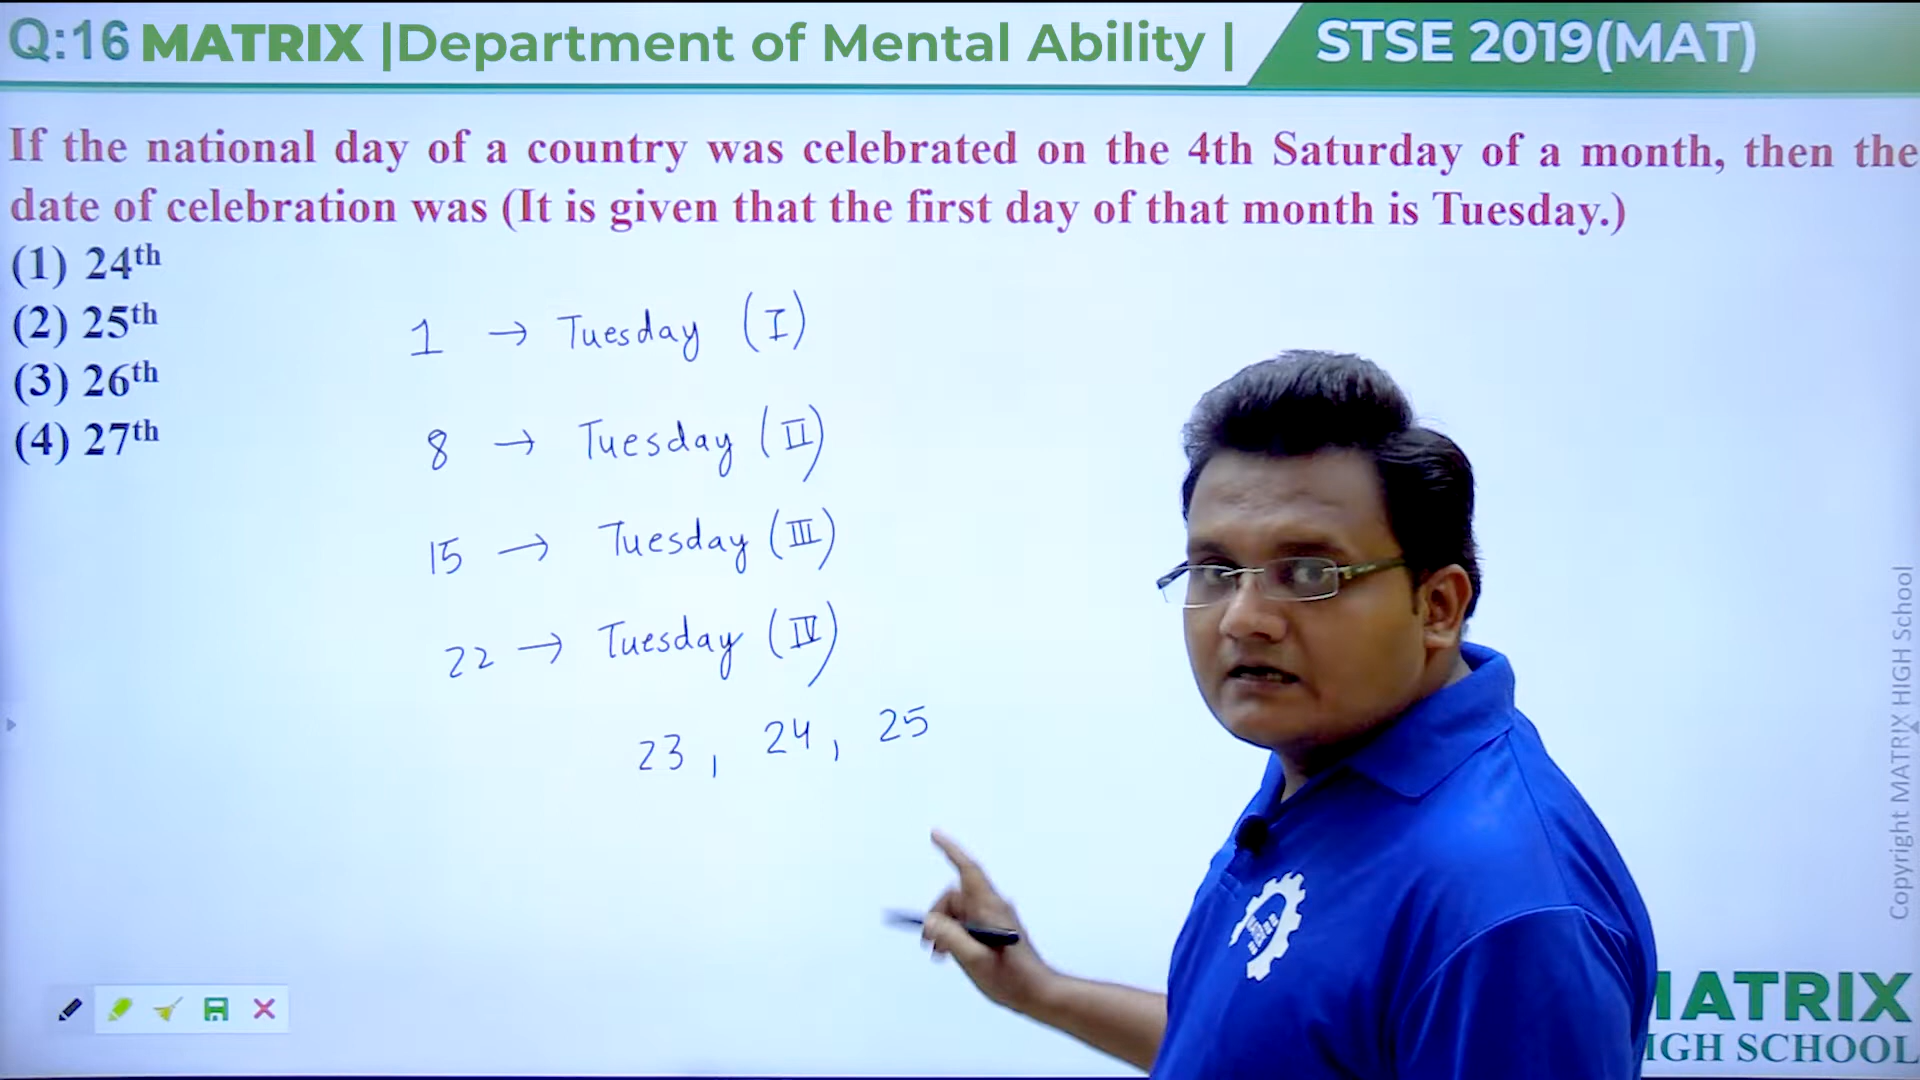 Q:16 MATRIX |Department of Mental Ability | STSE 2019(MAT)
If the national day of a country was celebrated on the 4th Saturday of a month, then the
date of celebration was (It is given that the first day of that month is Tuesday.)
(1) 24th
(2) 25th
(3) 26th
(4) 27th
1 → Tuesday (I)
8 → Tuesday (II)
15 → Tuesday (III)
22 → Tuesday (IV)
23, 24, 25
Copyright MATRIX HIGH School
MATRIX
HIGH SCHOOL